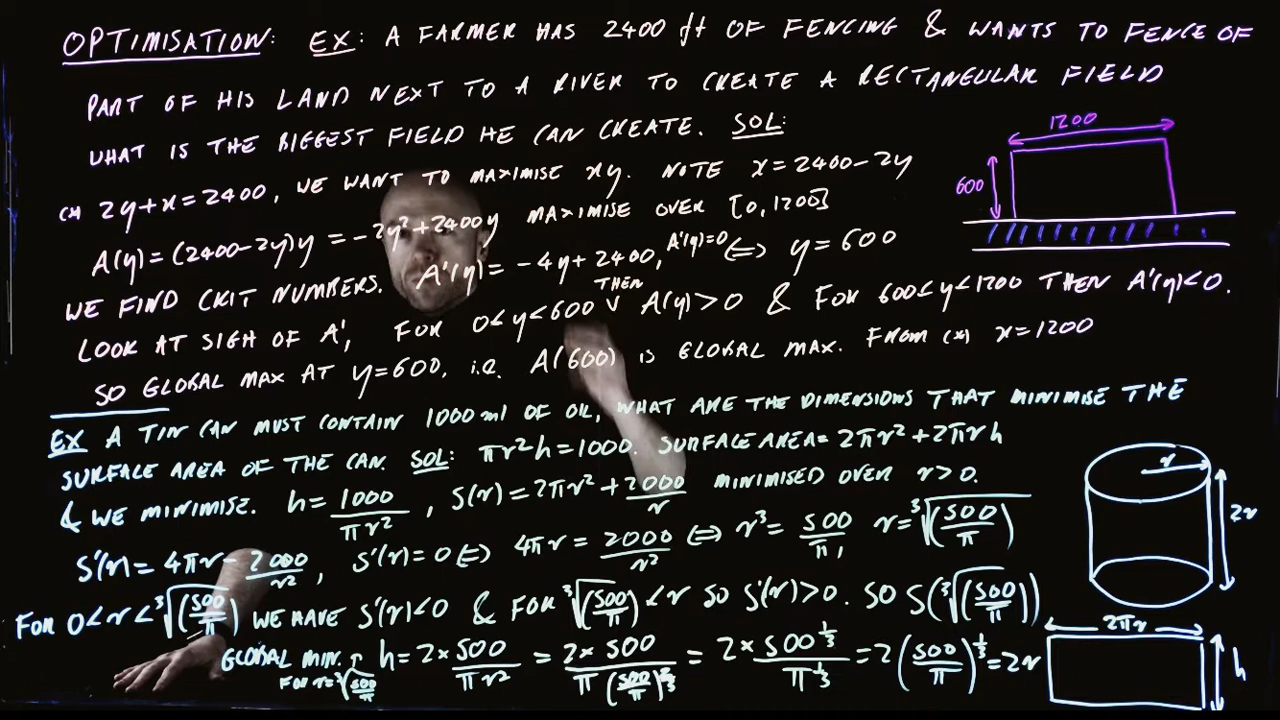 OPTIMISATION: EX: A FARMER HAS 2400 ft OF FENCING & WANTS TO FENCE OF
PART OF HIS LAND NEXT TO A RIVER TO CREATE A RECTANGULAR FIELD
WHAT IS THE BIGGEST FIELD HE CAN CREATE. SOL:
(*) 2y+x=2400, WE WANT TO MAXIMISE xy. NOTE x=2400-2y
A(y)=(2400-2y)y = -2y²+2400y MAXIMISE OVER [0,1200]
WE FIND CRIT NUMBERS. A'(y)= -4y+2400, A'(y)=0 ⇔ y=600
LOOK AT SIGN OF A', FOR 0<y<600 THEN A(y)>0 & FOR 600<y<1200 THEN A'(y)<0.
SO GLOBAL MAX AT y=600, i.e. A(600) IS GLOBAL MAX. FROM (*) x=1200
1200
600
EX A TIN CAN MUST CONTAIN 1000ml OF OIL, WHAT ARE THE DIMENSIONS THAT MINIMISE THE
SURFACE AREA OF THE CAN. SOL: πr²h=1000. SURFACE AREA= 2πr²+2πrh
& WE MINIMISE. h=1000/πr², S(r)=2πr²+2000/r MINIMISED OVER r>0.
S'(r)=4πr-2000/r², S'(r)=0⇔ 4πr=2000/r² ⇔ r³=500/π, r=³√(500/π)
FOR 0<r<³√(500/π) WE HAVE S'(r)<0 & FOR ³√(500/π)<r SO S'(r)>0. SO S(³√(500/π))
GLOBAL MIN. ↑ FOR r=³√(500/π) h=2×500/πr² = 2×500/π(500/π)^⅔ = 2×500^⅓/π^⅓ = 2(500/π)^⅓ = 2r
r
2r
2πr
h